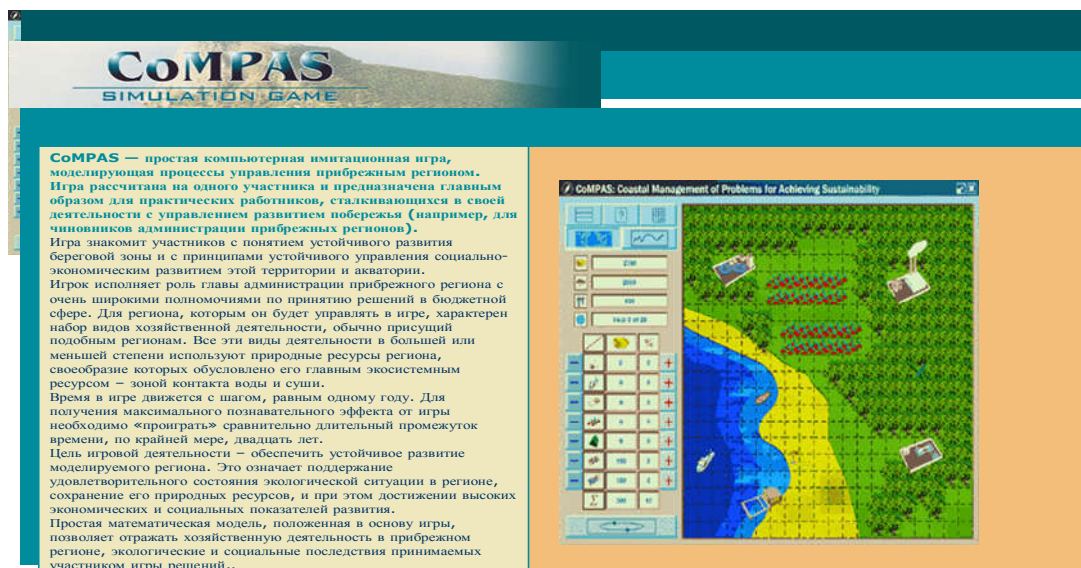 CoMPAS
SIMULATION GAME
CoMPAS — простая компьютерная имитационная игра,
моделирующая процессы управления прибрежным регионом.
Игра рассчитана на одного участника и предназначена главным
образом для практических работников, сталкивающихся в своей
деятельности с управлением развитием побережья (например, для
чиновников администрации прибрежных регионов).
Игра знакомит участников с понятием устойчивого развития
береговой зоны и с принципами устойчивого управления социально-
экономическим развитием этой территории и акватории.
Игрок исполняет роль главы администрации прибрежного региона с
очень широкими полномочиями по принятию решений в бюджетной
сфере. Для региона, которым он будет управлять в игре, характерен
набор видов хозяйственной деятельности, обычно присущий
подобным регионам. Все эти виды деятельности в большей или
меньшей степени используют природные ресурсы региона,
своеобразие которых обусловлено его главным экосистемным
ресурсом – зоной контакта воды и суши.
Время в игре движется с шагом, равным одному году. Для
получения максимального познавательного эффекта от игры
необходимо «проиграть» сравнительно длительный промежуток
времени, по крайней мере, двадцать лет.
Цель игровой деятельности – обеспечить устойчивое развитие
моделируемого региона. Это означает поддержание
удовлетворительного состояния экологической ситуации в регионе,
сохранение его природных ресурсов, и при этом достижении высоких
экономических и социальных показателей развития.
Простая математическая модель, положенная в основу игры,
позволяет отражать хозяйственную деятельность в прибрежном
регионе, экологические и социальные последствия принимаемых
участником игры решений..
CoMPAS: Coastal Management of Problems for Achieving Sustainability